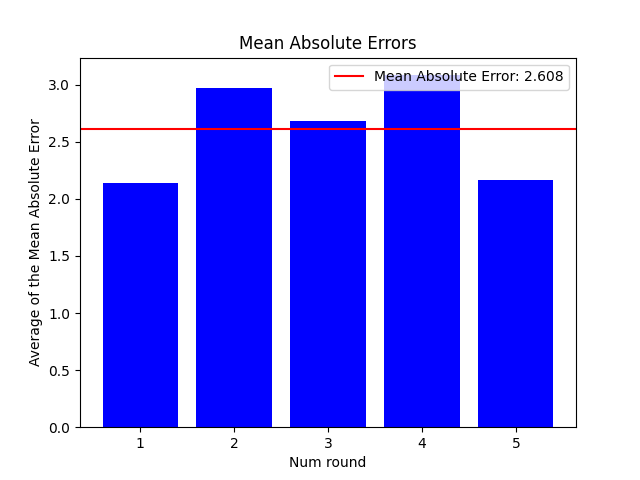 Mean Absolute Errors
Mean Absolute Error: 2.608
Average of the Mean Absolute Error
3.0
2.5
2.0
1.5
1.0
0.5
0.0
1 2 3 4 5
Num round